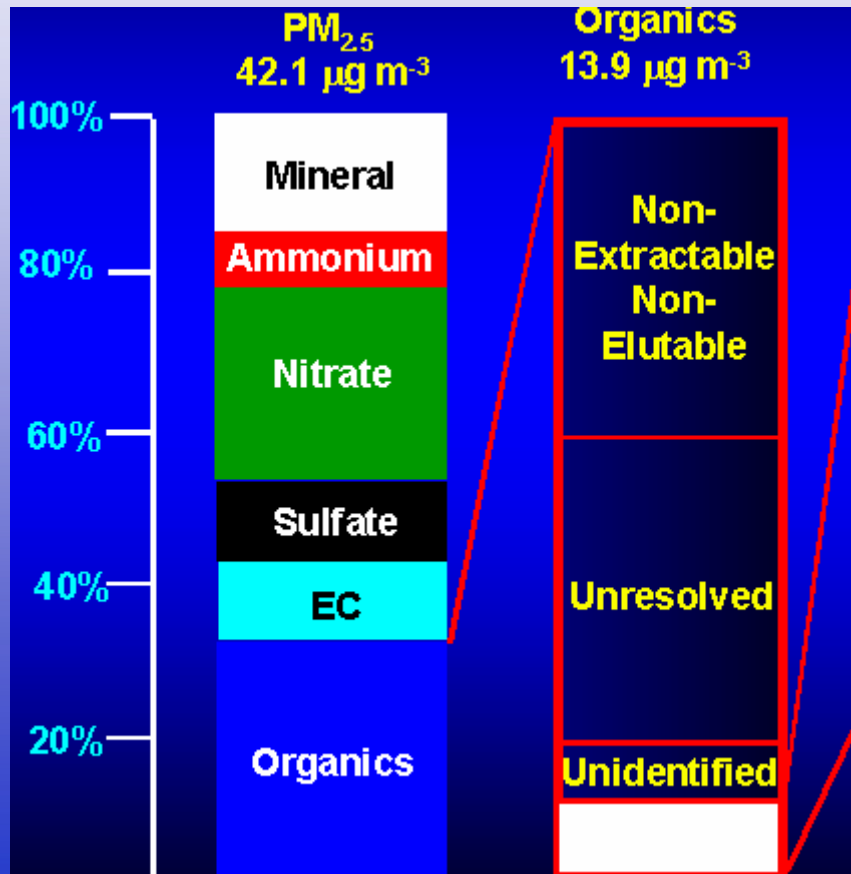 PM2.5
42.1 µg m-3
Organics
13.9 µg m-3
100%
80%
60%
40%
20%
Mineral
Ammonium
Nitrate
Sulfate
EC
Organics
Non-
Extractable
Non-
Elutable
Unresolved
Unidentified